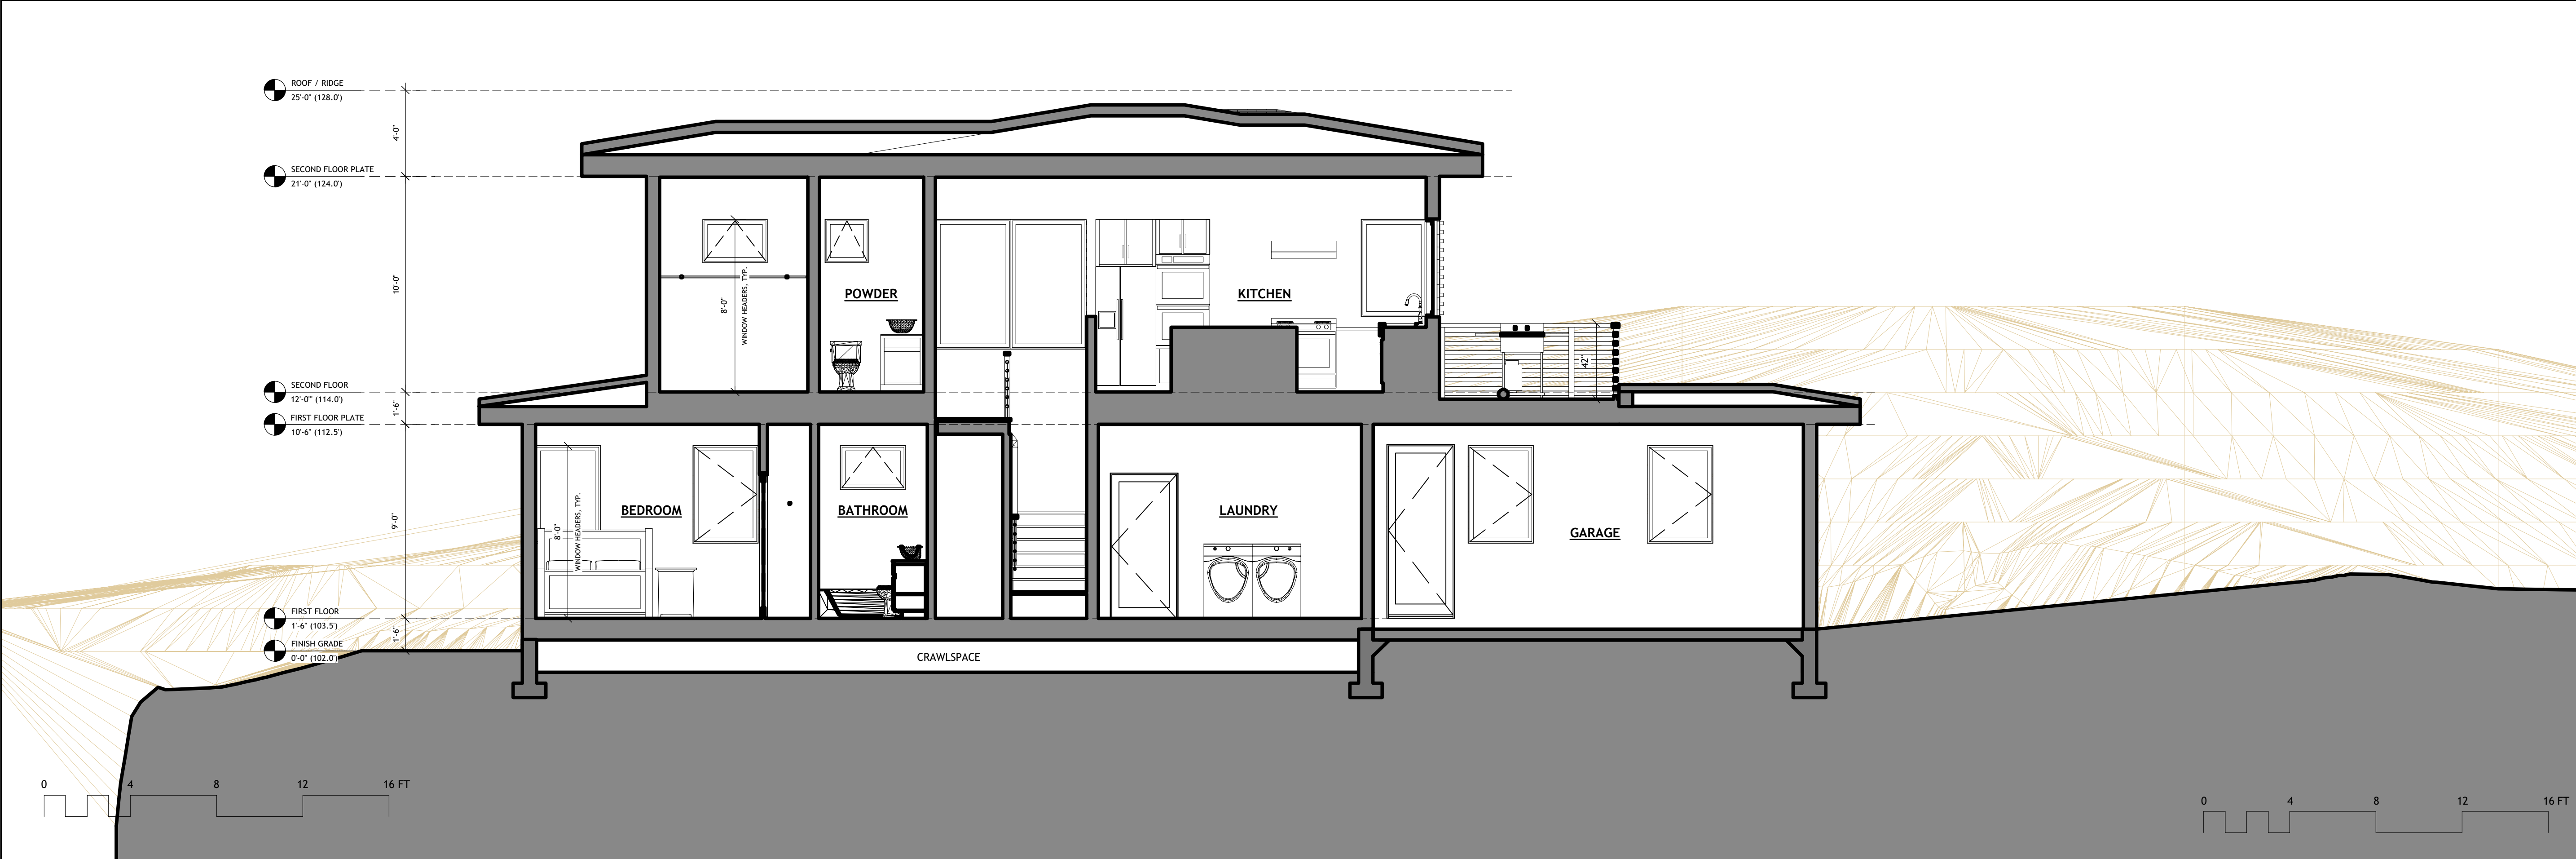 ROOF / RIDGE
25'-0" (128.0')
4'-0"
SECOND FLOOR PLATE
21'-0" (124.0')
10'-0"
8'-0"
WINDOW HEADERS, TYP.
POWDER
KITCHEN
42"
SECOND FLOOR
12'-0" (114.0')
1'-6"
FIRST FLOOR PLATE
10'-6" (112.5')
9'-0"
8'-0"
WINDOW HEADERS, TYP.
BEDROOM
BATHROOM
LAUNDRY
GARAGE
FIRST FLOOR
1'-6" (103.5')
1'-6"
FINISH GRADE
0'-0" (102.0')
CRAWLSPACE
0 4 8 12 16 FT
0 4 8 12 16 FT